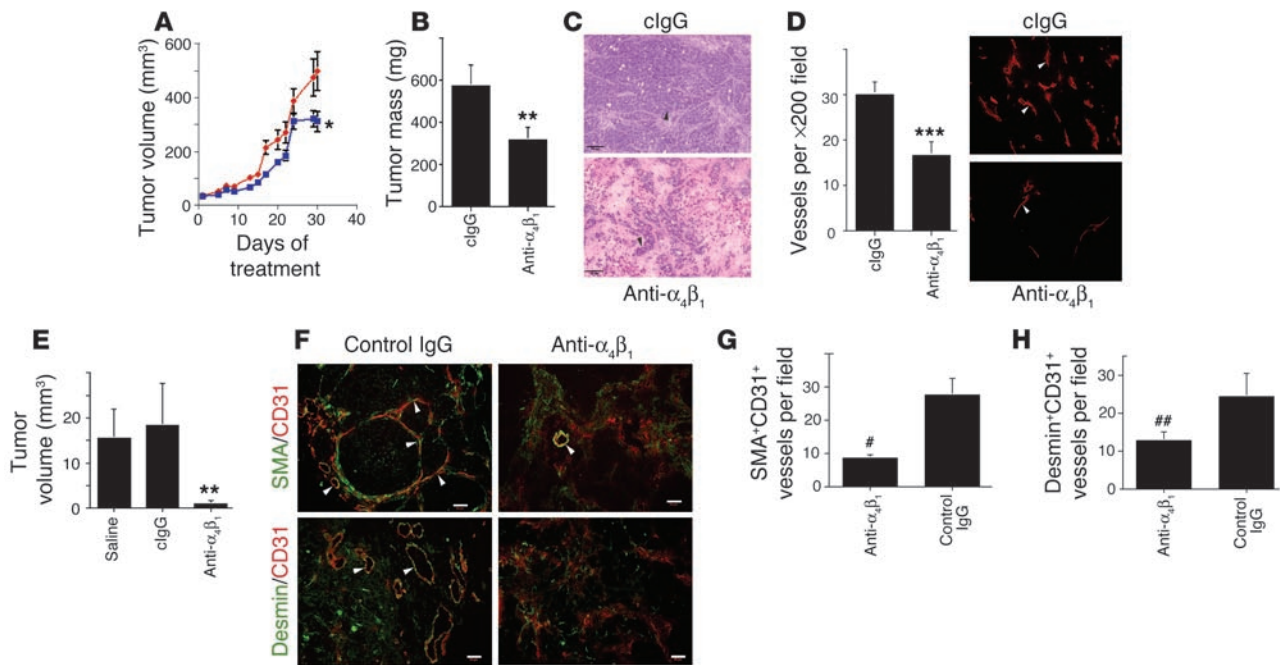 A
Tumor volume (mm³)
600
400
200
0
0
20
40
Days of
treatment
*
B
Tumor mass (mg)
600
400
200
0
**
cIgG
Anti-α₄β₁
C
cIgG
Anti-α₄β₁
D
Vessels per ×200 field
30
20
10
0
***
cIgG
Anti-α₄β₁
cIgG
Anti-α₄β₁
E
Tumor
volume (mm³)
20
15
10
5
0
**
Saline
cIgG
Anti-α₄β₁
F
Control IgG
Anti-α₄β₁
SMA/CD31
Desmin/CD31
G
SMA⁺CD31⁺
vessels per field
30
20
10
0
#
Anti-α₄β₁
Control
IgG
H
Desmin⁺CD31⁺
vessels per field
30
20
10
0
##
Anti-α₄β₁
Control
IgG